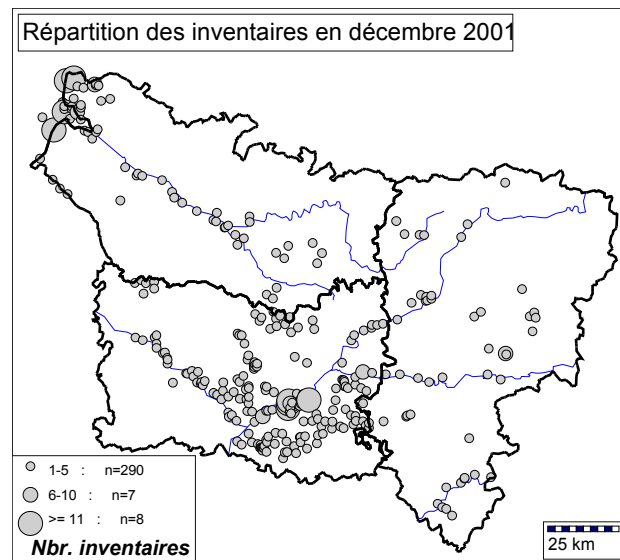 Répartition des inventaires en décembre 2001
1-5 : n=290
6-10 : n=7
>= 11 : n=8
Nbr. inventaires
25 km